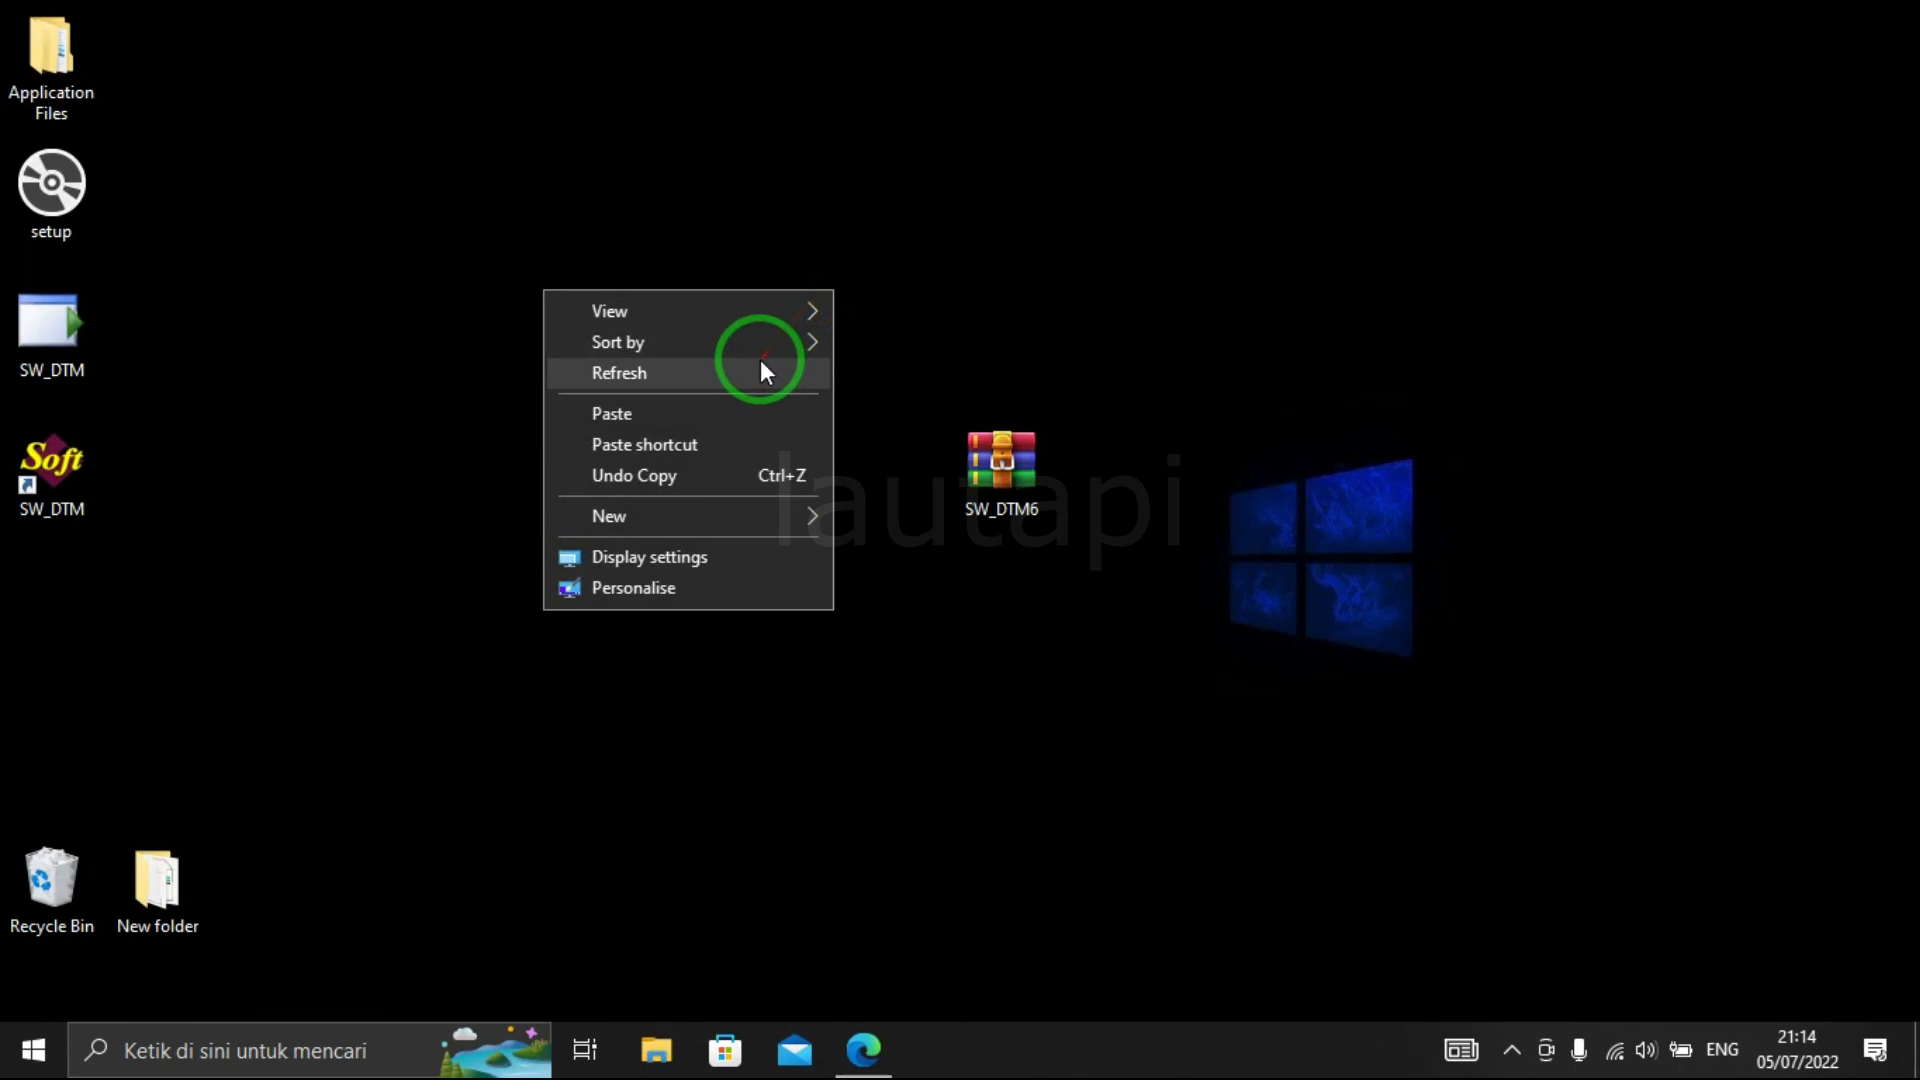 Application
Files
setup
SW_DTM
Soft
SW_DTM
View
Sort by
Refresh
Paste
Paste shortcut
Undo Copy Ctrl+Z
New
Display settings
Personalise
lautapi
SW_DTM6
Recycle Bin
New folder
Ketik di sini untuk mencari
ENG
21:14
05/07/2022